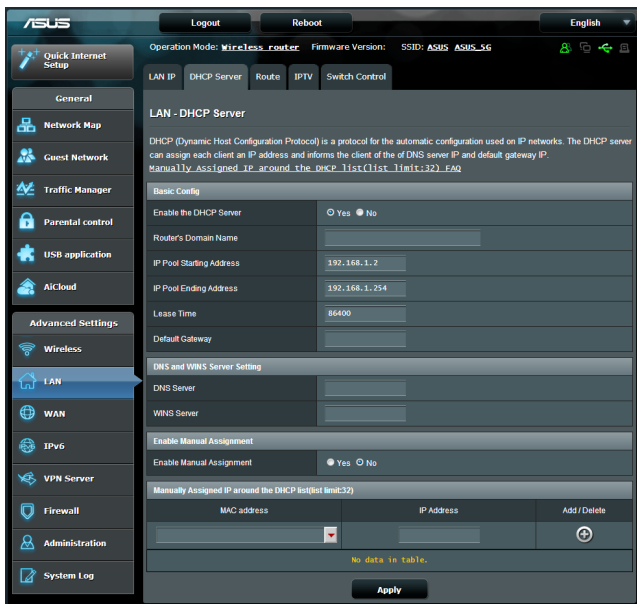 ASUS
Logout
Reboot
English
Quick Internet Setup
Operation Mode: Wireless router Firmware Version: SSID: ASUS ASUS_5G
LAN IP
DHCP Server
Route
IPTV
Switch Control
General
Network Map
Guest Network
Traffic Manager
Parental control
USB application
AiCloud
Advanced Settings
Wireless
LAN
WAN
IPv6
VPN Server
Firewall
Administration
System Log
LAN - DHCP Server
DHCP (Dynamic Host Configuration Protocol) is a protocol for the automatic configuration used on IP networks. The DHCP server
can assign each client an IP address and informs the client of the of DNS server IP and default gateway IP.
Manually Assigned IP around the DHCP list(list limit:32) FAQ
Basic Config
Enable the DHCP Server Yes No
Router's Domain Name
IP Pool Starting Address 192.168.1.2
IP Pool Ending Address 192.168.1.254
Lease Time 86400
Default Gateway
DNS and WINS Server Setting
DNS Server
WINS Server
Enable Manual Assignment
Enable Manual Assignment Yes No
Manually Assigned IP around the DHCP list(list limit:32)
MAC address IP Address Add / Delete
No data in table.
Apply